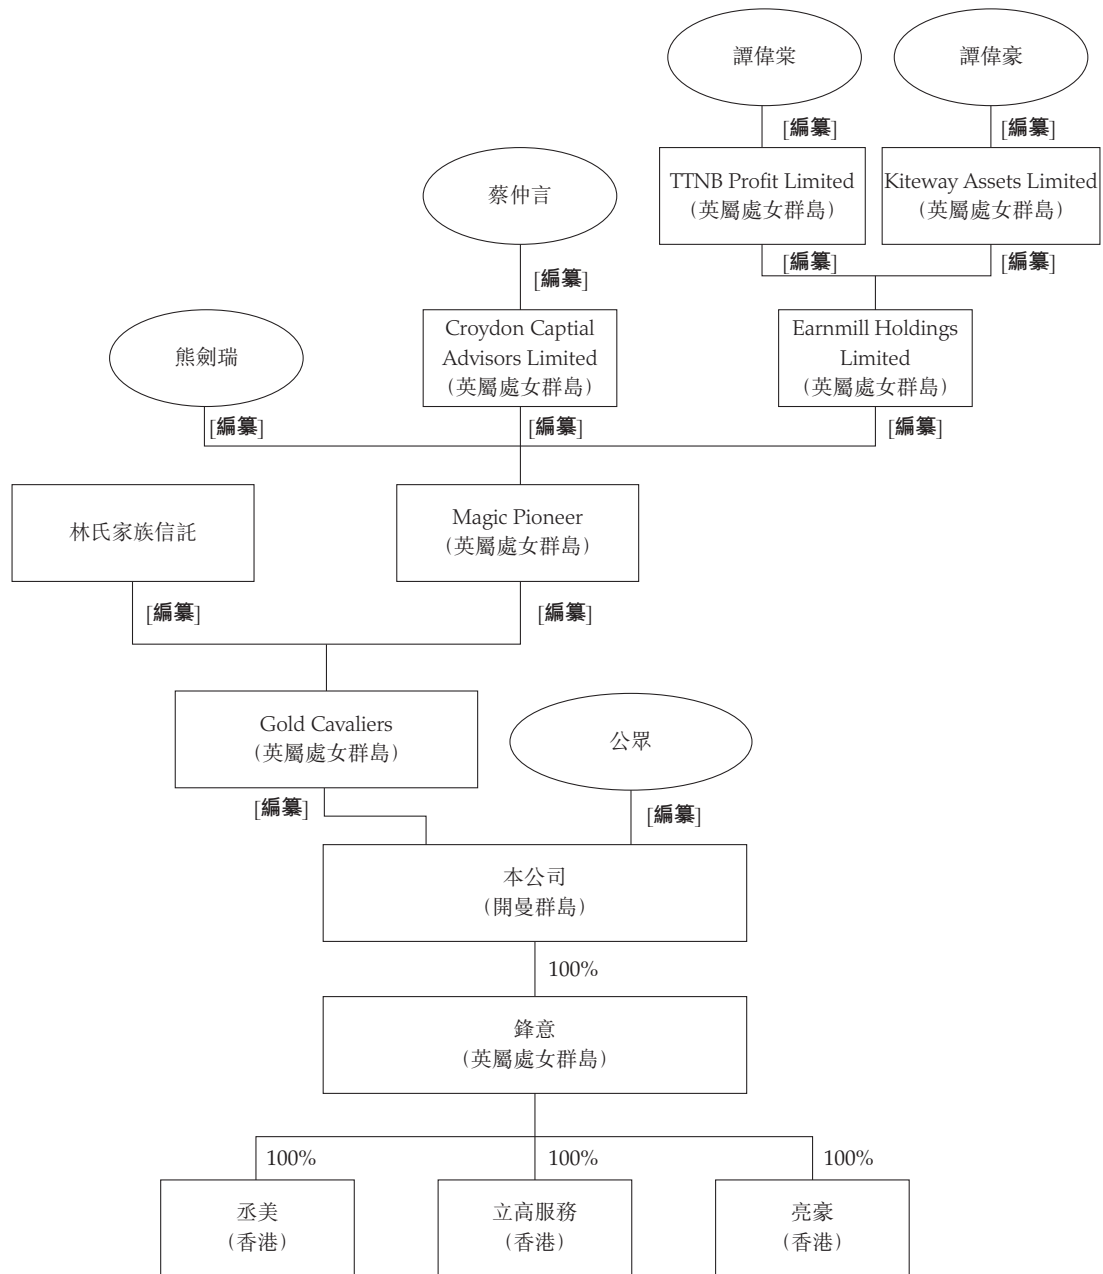 譚偉棠
譚偉豪
[編纂]
[編纂]
TTNB Profit Limited
(英屬處女群島)
Kiteway Assets Limited
(英屬處女群島)
蔡仲言
[編纂]
[編纂]
[編纂]
Croydon Captial
Advisors Limited
(英屬處女群島)
Earnmill Holdings
Limited
(英屬處女群島)
熊劍瑞
[編纂]
[編纂]
[編纂]
林氏家族信託
Magic Pioneer
(英屬處女群島)
[編纂]
[編纂]
Gold Cavaliers
(英屬處女群島)
公眾
[編纂]
[編纂]
本公司
(開曼群島)
100%
鋒意
(英屬處女群島)
100%
100%
100%
丞美
(香港)
立高服務
(香港)
亮豪
(香港)